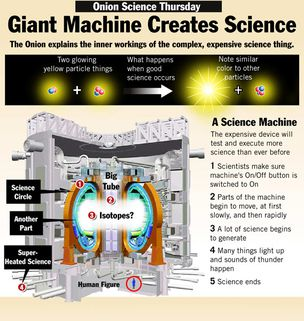 Onion Science Thursday
Giant Machine Creates Science
The Onion explains the inner workings of the complex, expensive science thing.
Two glowing
yellow particle things
What happens
when good
science occurs
Note similar
color to other
particles
A Science Machine
The expensive device will
test and execute more
science than ever before
1 Scientists make sure
machine's On/Off button is
switched to On
2 Parts of the machine
begin to move, at first
slowly, and then rapidly
3 A lot of science begins
to generate
4 Many things light up
and sounds of thunder
happen
5 Science ends
Science
Circle
1
Big
Tube
2
Another
Part
3
Isotopes?
Super-
Heated Science
4
Human Figure